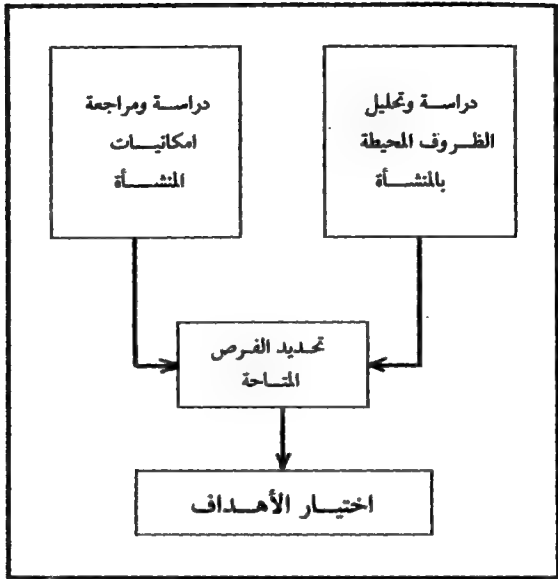 دراسة وتحليل
الظروف المحيطة
بالمنشأة
دراسة ومراجعة
امكانيات
المنشأة
تحديد الفرص
المتاحة
اختيار الأهداف